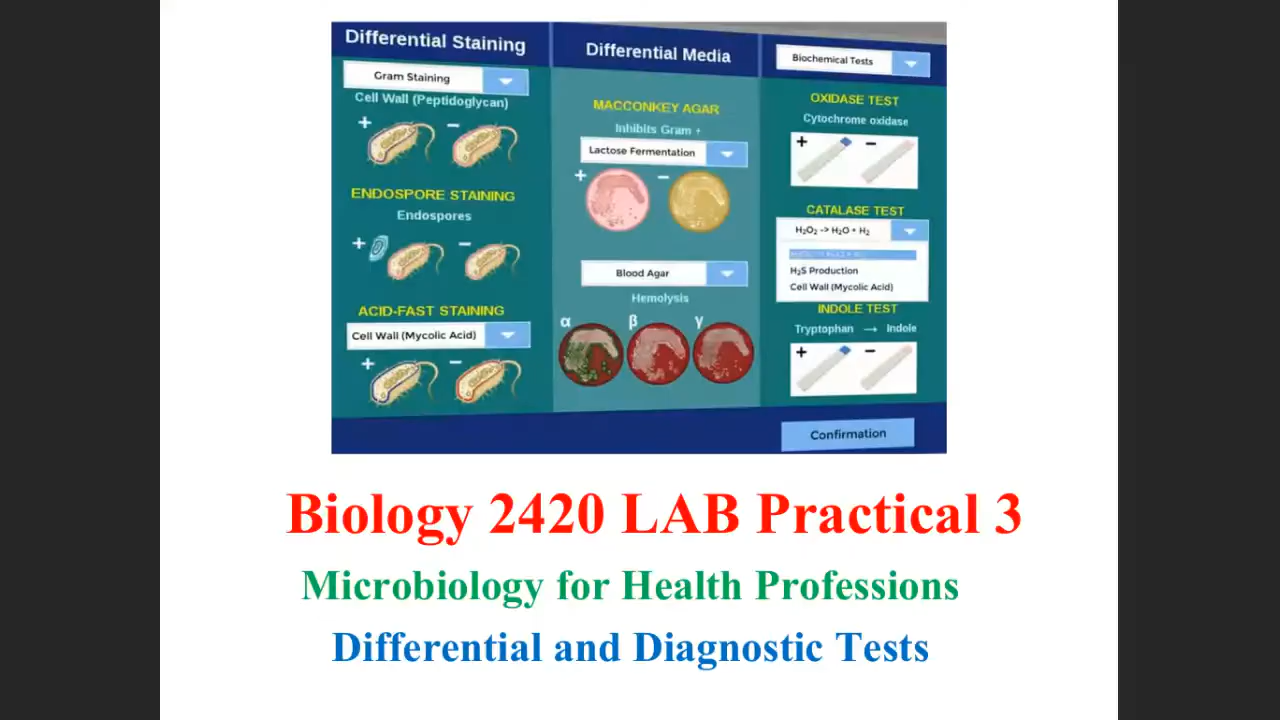 Differential Staining
Gram Staining
Cell Wall (Peptidoglycan)
+ −
ENDOSPORE STAINING
Endospores
+ −
ACID-FAST STAINING
Cell Wall (Mycolic Acid)
+ −
Differential Media
MACCONKEY AGAR
Inhibits Gram +
Lactose Fermentation
+ −
Blood Agar
Hemolysis
α β γ
Biochemical Tests
OXIDASE TEST
Cytochrome oxidase
+ −
CATALASE TEST
H₂O₂ -> H₂O + H₂
H₂S Production
Cell Wall (Mycolic Acid)
INDOLE TEST
Tryptophan → Indole
+ −
Confirmation
Biology 2420 LAB Practical 3
Microbiology for Health Professions
Differential and Diagnostic Tests